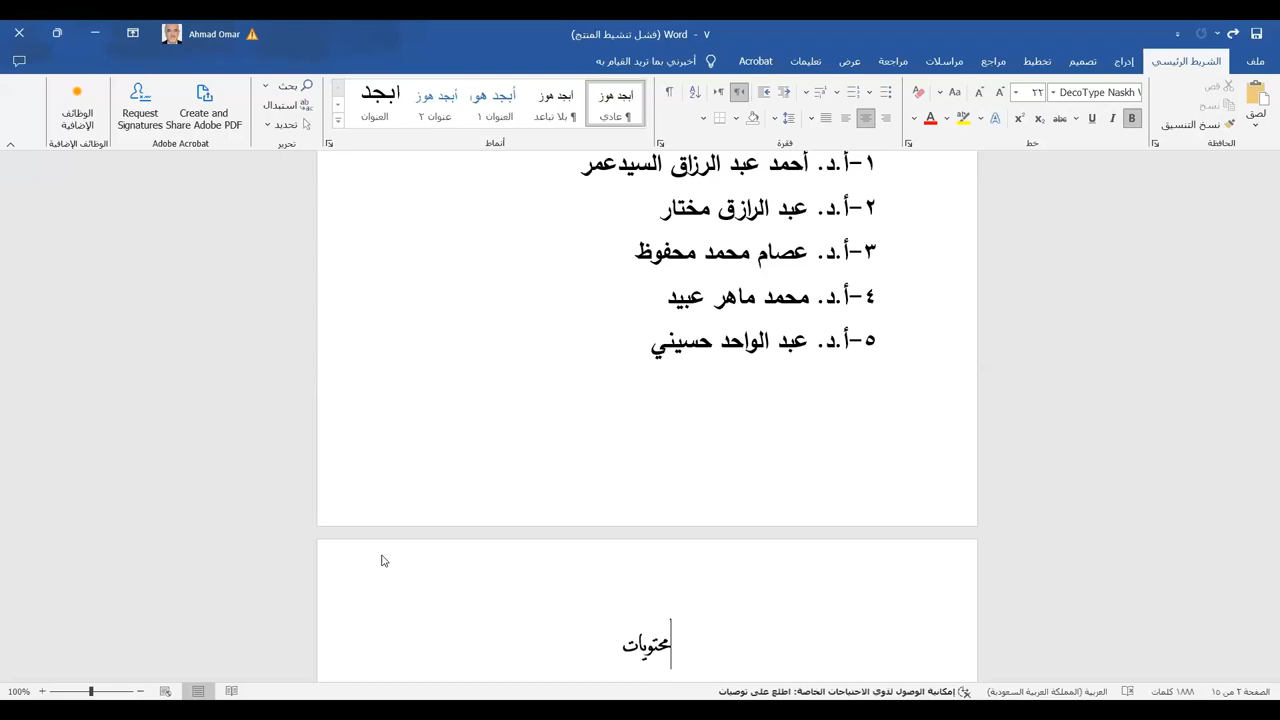 Ahmad Omar
Word (فشل تنشيط المنتج) - ٧
ملف
الشريط الرئيسي
إدراج
تصميم
تخطيط
مراجع
مراسلات
مراجعة
عرض
تعليمات
Acrobat
أخبرني بما تريد القيام به
لصق
قص
نسخ
نسخ التنسيق
الحافظة
DecoType Naskh V
٢٢
خط
فقرة
أبجد هوز
¶ عادي
أبجد هوز
¶ بلا تباعد
أبجد هو
العنوان ١
أبجد هوز
عنوان ٢
ابجد
العنوان
أنماط
بحث
استبدال
تحديد
تحرير
Create and Share Adobe PDF
Request Signatures
Adobe Acrobat
الوظائف الإضافية
الوظائف الإضافية
١-أ.د. أحمد عبد الرزاق السيدعمر
٢-أ.د. عبد الرازق مختار
٣-أ.د. عصام محمد محفوظ
٤-أ.د. محمد ماهر عبيد
٥-أ.د. عبد الواحد حسيني
محتويات
الصفحة ٢ من ١٥
١٨٨٨ كلمات
العربية (المملكة العربية السعودية)
إمكانية الوصول لذوي الاحتياجات الخاصة: اطلع على توصيات
100%